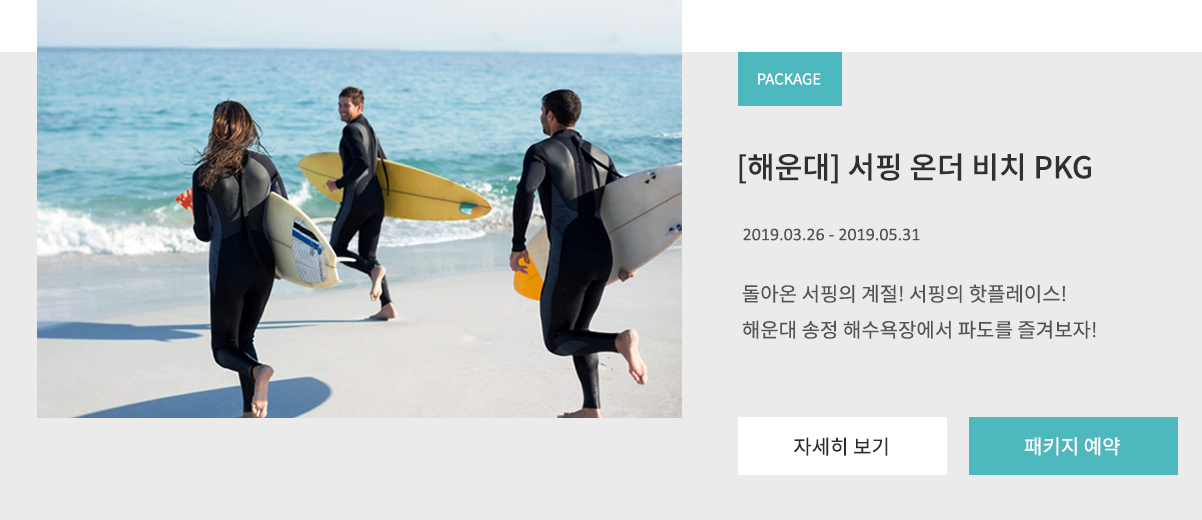 PACKAGE
[해운대] 서핑 온더 비치 PKG
2019.03.26 - 2019.05.31
돌아온 서핑의 계절! 서핑의 핫플레이스!
해운대 송정 해수욕장에서 파도를 즐겨보자!
자세히 보기
패키지 예약